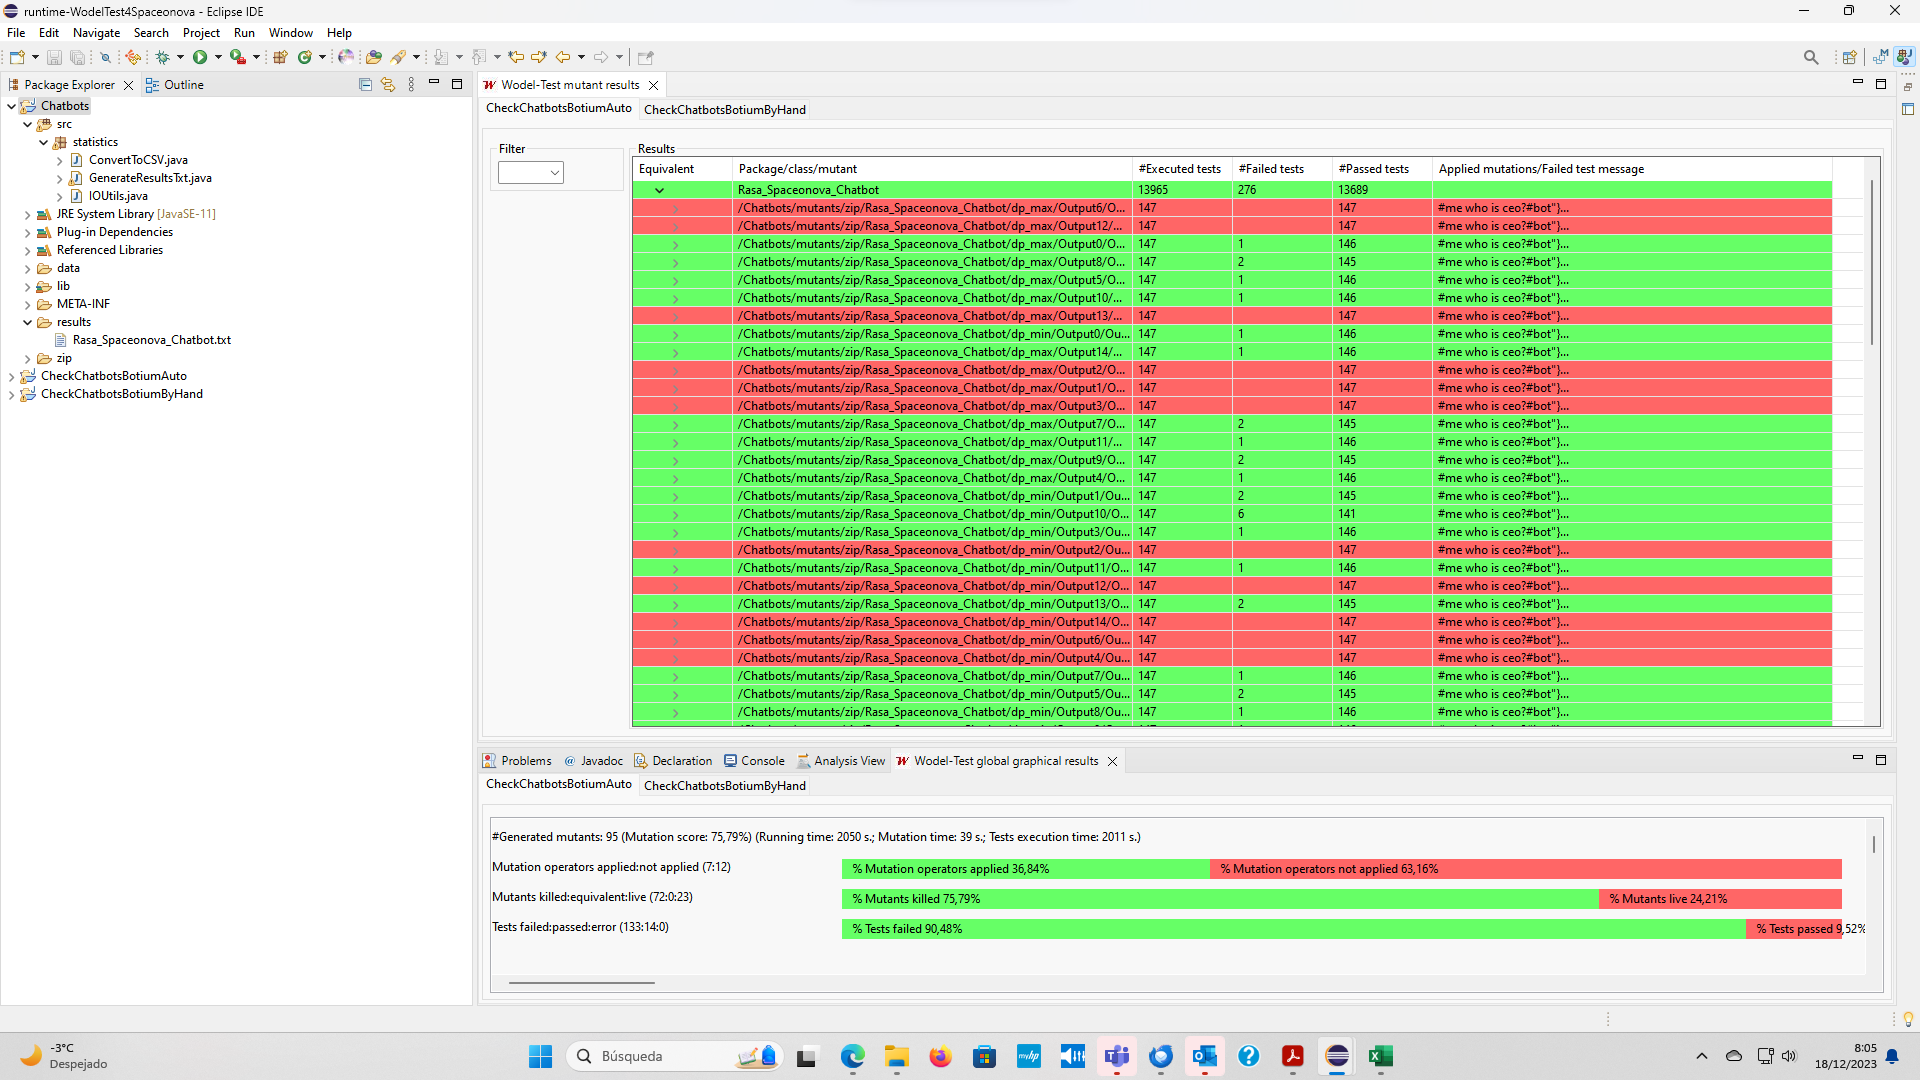 runtime-WodelTest4Spaceonova - Eclipse IDE
File Edit Navigate Search Project Run Window Help
Package Explorer
Outline
Chatbots
src
statistics
ConvertToCSV.java
GenerateResultsTxt.java
IOUtils.java
JRE System Library [JavaSE-11]
Plug-in Dependencies
Referenced Libraries
data
lib
META-INF
results
Rasa_Spaceonova_Chatbot.txt
zip
CheckChatbotsBotiumAuto
CheckChatbotsBotiumByHand
Wodel-Test mutant results
CheckChatbotsBotiumAuto CheckChatbotsBotiumByHand
Filter
Results
Equivalent Package/class/mutant #Executed tests #Failed tests #Passed tests Applied mutations/Failed test message
Rasa_Spaceonova_Chatbot 13965 276 13689
/Chatbots/mutants/zip/Rasa_Spaceonova_Chatbot/dp_max/Output6/O... 147 147 #me who is ceo?#bot"}...
/Chatbots/mutants/zip/Rasa_Spaceonova_Chatbot/dp_max/Output12/... 147 147 #me who is ceo?#bot"}...
/Chatbots/mutants/zip/Rasa_Spaceonova_Chatbot/dp_max/Output0/O... 147 1 146 #me who is ceo?#bot"}...
/Chatbots/mutants/zip/Rasa_Spaceonova_Chatbot/dp_max/Output8/O... 147 2 145 #me who is ceo?#bot"}...
/Chatbots/mutants/zip/Rasa_Spaceonova_Chatbot/dp_max/Output5/O... 147 1 146 #me who is ceo?#bot"}...
/Chatbots/mutants/zip/Rasa_Spaceonova_Chatbot/dp_max/Output10/... 147 1 146 #me who is ceo?#bot"}...
/Chatbots/mutants/zip/Rasa_Spaceonova_Chatbot/dp_max/Output13/... 147 147 #me who is ceo?#bot"}...
/Chatbots/mutants/zip/Rasa_Spaceonova_Chatbot/dp_min/Output0/Ou... 147 1 146 #me who is ceo?#bot"}...
/Chatbots/mutants/zip/Rasa_Spaceonova_Chatbot/dp_max/Output14/... 147 1 146 #me who is ceo?#bot"}...
/Chatbots/mutants/zip/Rasa_Spaceonova_Chatbot/dp_max/Output2/O... 147 147 #me who is ceo?#bot"}...
/Chatbots/mutants/zip/Rasa_Spaceonova_Chatbot/dp_max/Output1/O... 147 147 #me who is ceo?#bot"}...
/Chatbots/mutants/zip/Rasa_Spaceonova_Chatbot/dp_max/Output3/O... 147 147 #me who is ceo?#bot"}...
/Chatbots/mutants/zip/Rasa_Spaceonova_Chatbot/dp_max/Output7/O... 147 2 145 #me who is ceo?#bot"}...
/Chatbots/mutants/zip/Rasa_Spaceonova_Chatbot/dp_max/Output11/... 147 1 146 #me who is ceo?#bot"}...
/Chatbots/mutants/zip/Rasa_Spaceonova_Chatbot/dp_max/Output9/O... 147 2 145 #me who is ceo?#bot"}...
/Chatbots/mutants/zip/Rasa_Spaceonova_Chatbot/dp_max/Output4/O... 147 1 146 #me who is ceo?#bot"}...
/Chatbots/mutants/zip/Rasa_Spaceonova_Chatbot/dp_min/Output1/Ou... 147 2 145 #me who is ceo?#bot"}...
/Chatbots/mutants/zip/Rasa_Spaceonova_Chatbot/dp_min/Output10/O... 147 6 141 #me who is ceo?#bot"}...
/Chatbots/mutants/zip/Rasa_Spaceonova_Chatbot/dp_min/Output3/Ou... 147 1 146 #me who is ceo?#bot"}...
/Chatbots/mutants/zip/Rasa_Spaceonova_Chatbot/dp_min/Output2/Ou... 147 147 #me who is ceo?#bot"}...
/Chatbots/mutants/zip/Rasa_Spaceonova_Chatbot/dp_min/Output11/O... 147 1 146 #me who is ceo?#bot"}...
/Chatbots/mutants/zip/Rasa_Spaceonova_Chatbot/dp_min/Output12/O... 147 147 #me who is ceo?#bot"}...
/Chatbots/mutants/zip/Rasa_Spaceonova_Chatbot/dp_min/Output13/O... 147 2 145 #me who is ceo?#bot"}...
/Chatbots/mutants/zip/Rasa_Spaceonova_Chatbot/dp_min/Output14/O... 147 147 #me who is ceo?#bot"}...
/Chatbots/mutants/zip/Rasa_Spaceonova_Chatbot/dp_min/Output6/Ou... 147 147 #me who is ceo?#bot"}...
/Chatbots/mutants/zip/Rasa_Spaceonova_Chatbot/dp_min/Output4/Ou... 147 147 #me who is ceo?#bot"}...
/Chatbots/mutants/zip/Rasa_Spaceonova_Chatbot/dp_min/Output7/Ou... 147 1 146 #me who is ceo?#bot"}...
/Chatbots/mutants/zip/Rasa_Spaceonova_Chatbot/dp_min/Output5/Ou... 147 2 145 #me who is ceo?#bot"}...
/Chatbots/mutants/zip/Rasa_Spaceonova_Chatbot/dp_min/Output8/Ou... 147 1 146 #me who is ceo?#bot"}...
Problems @ Javadoc Declaration Console Analysis View Wodel-Test global graphical results
CheckChatbotsBotiumAuto CheckChatbotsBotiumByHand
#Generated mutants: 95 (Mutation score: 75,79%) (Running time: 2050 s.; Mutation time: 39 s.; Tests execution time: 2011 s.)
Mutation operators applied:not applied (7:12) % Mutation operators applied 36,84% % Mutation operators not applied 63,16%
Mutants killed:equivalent:live (72:0:23) % Mutants killed 75,79% % Mutants live 24,21%
Tests failed:passed:error (133:14:0) % Tests failed 90,48% % Tests passed 9,52%
-3°C
Despejado
Búsqueda
myhp
8:05
18/12/2023